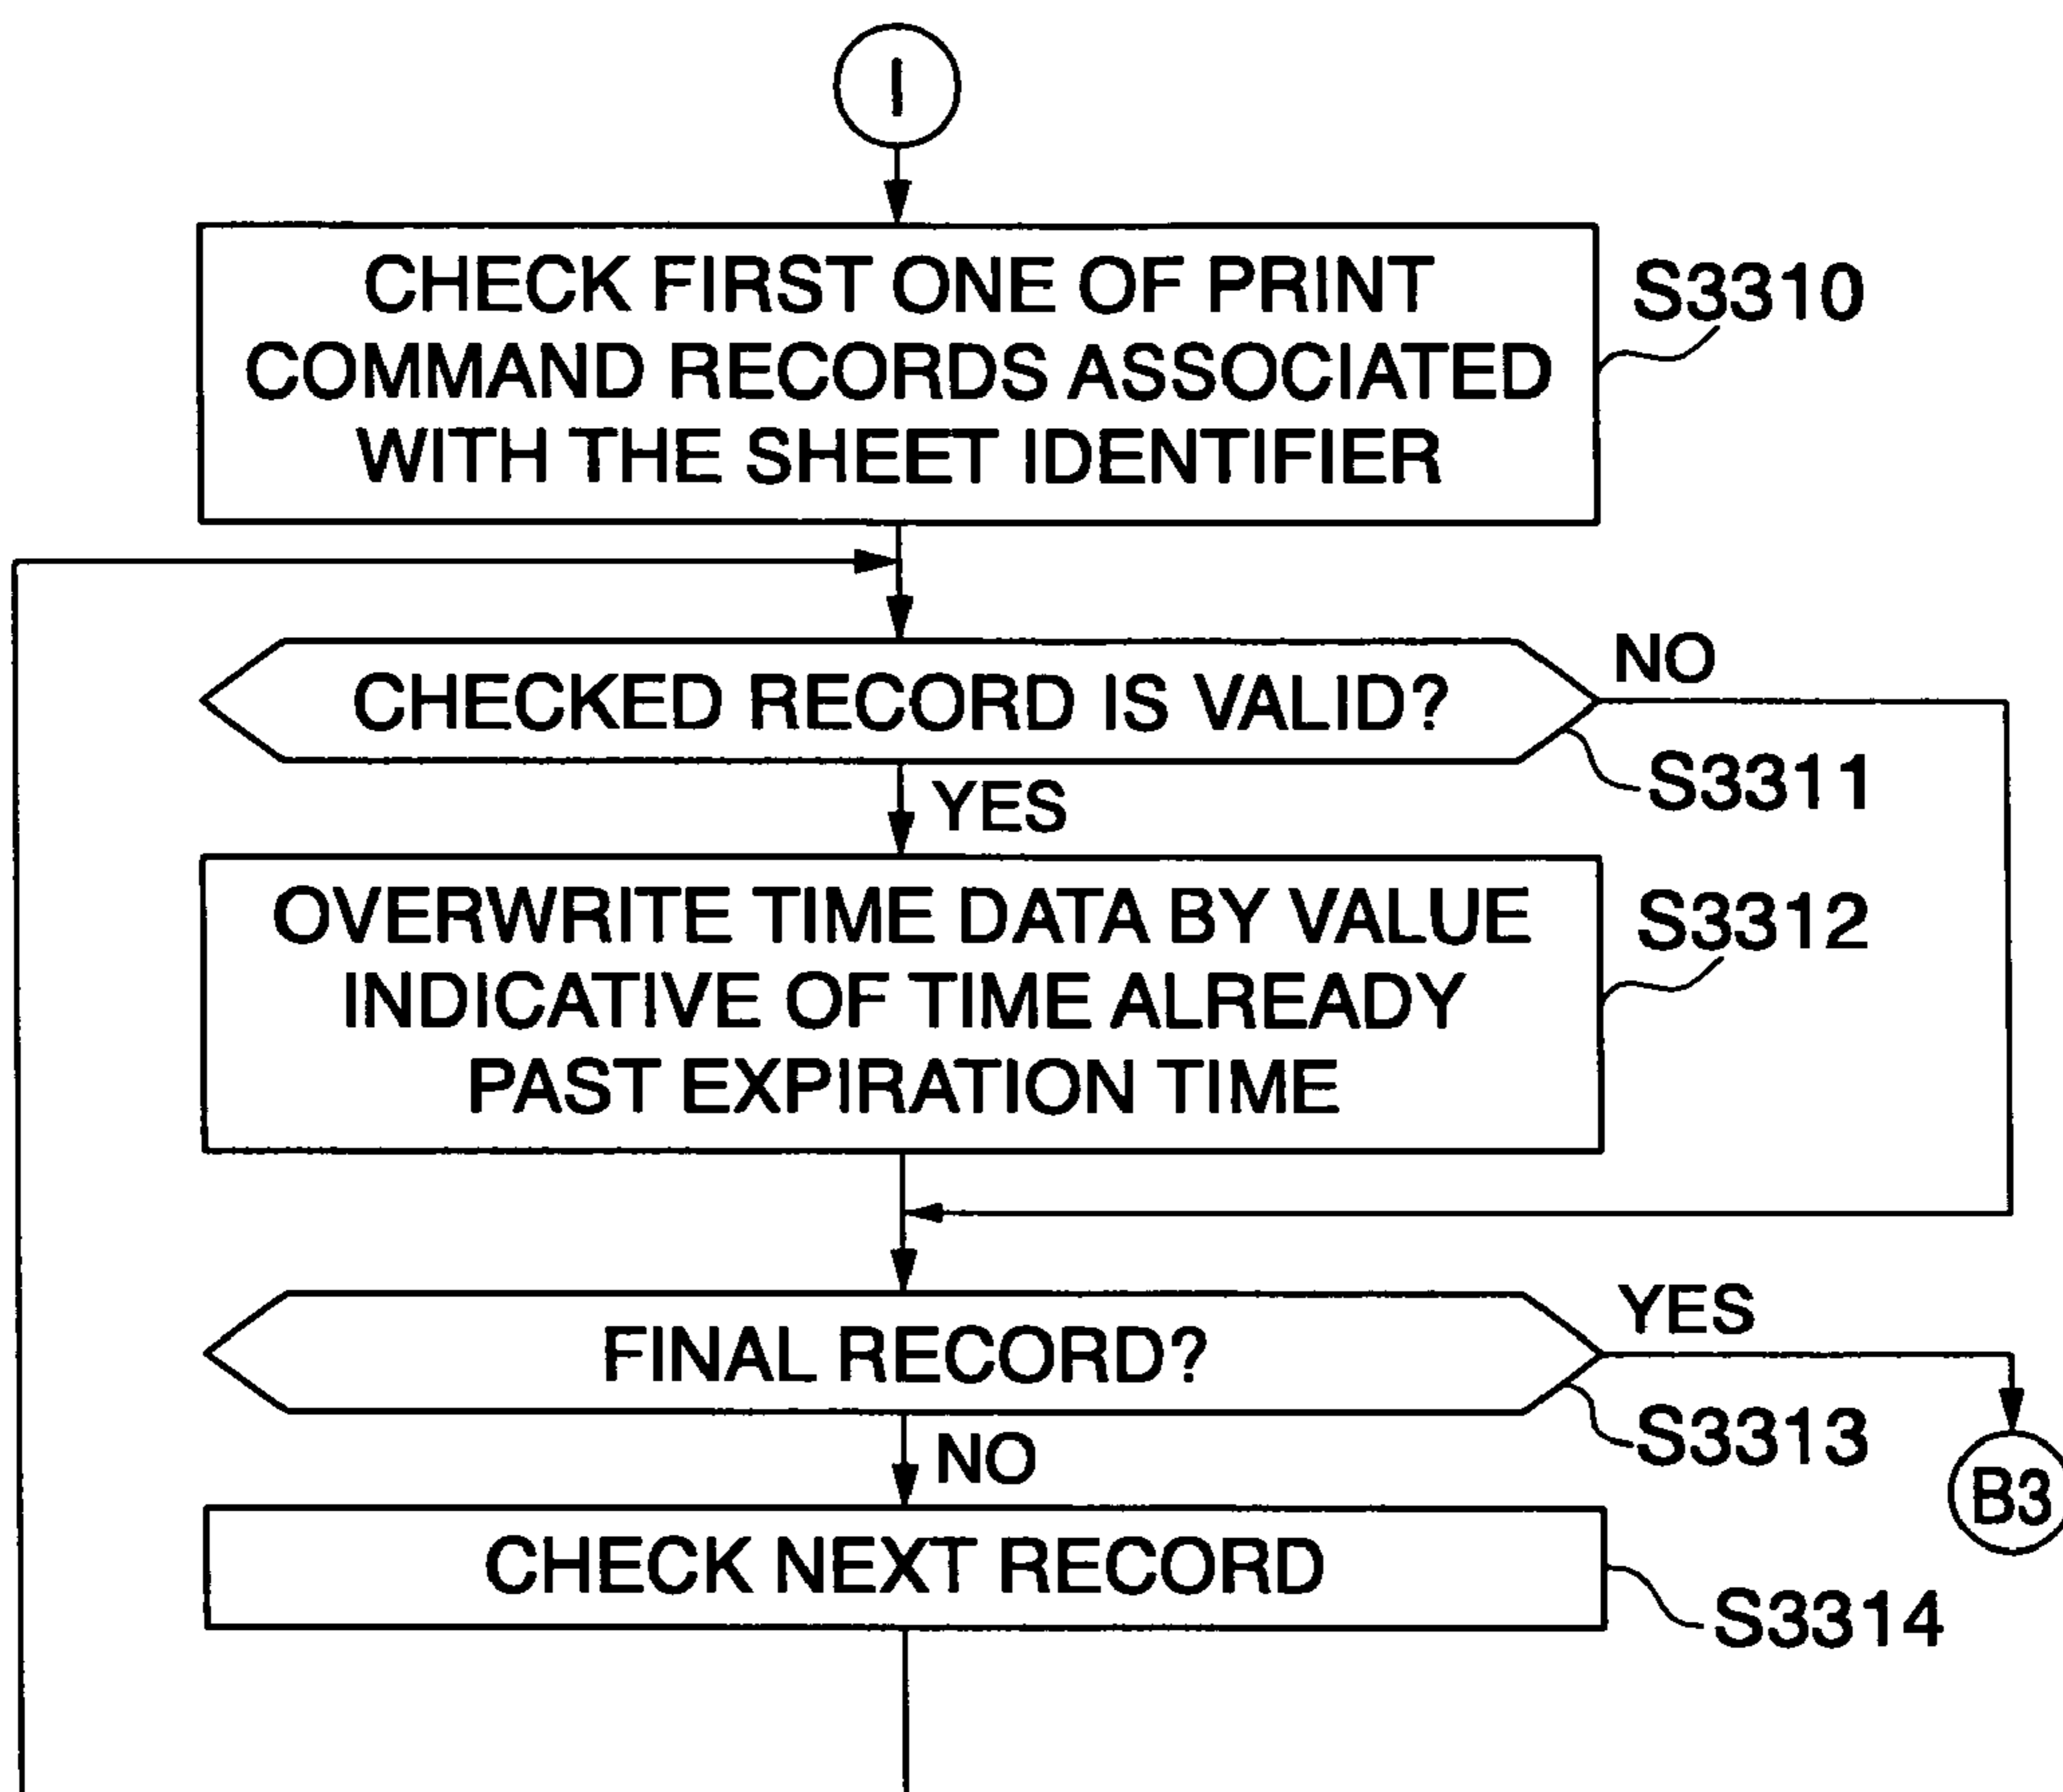 I
CHECK FIRST ONE OF PRINT
COMMAND RECORDS ASSOCIATED
WITH THE SHEET IDENTIFIER
S3310
CHECKED RECORD IS VALID?
NO
S3311
YES
OVERWRITE TIME DATA BY VALUE
INDICATIVE OF TIME ALREADY
PAST EXPIRATION TIME
S3312
FINAL RECORD?
YES
S3313
B3
NO
CHECK NEXT RECORD
S3314